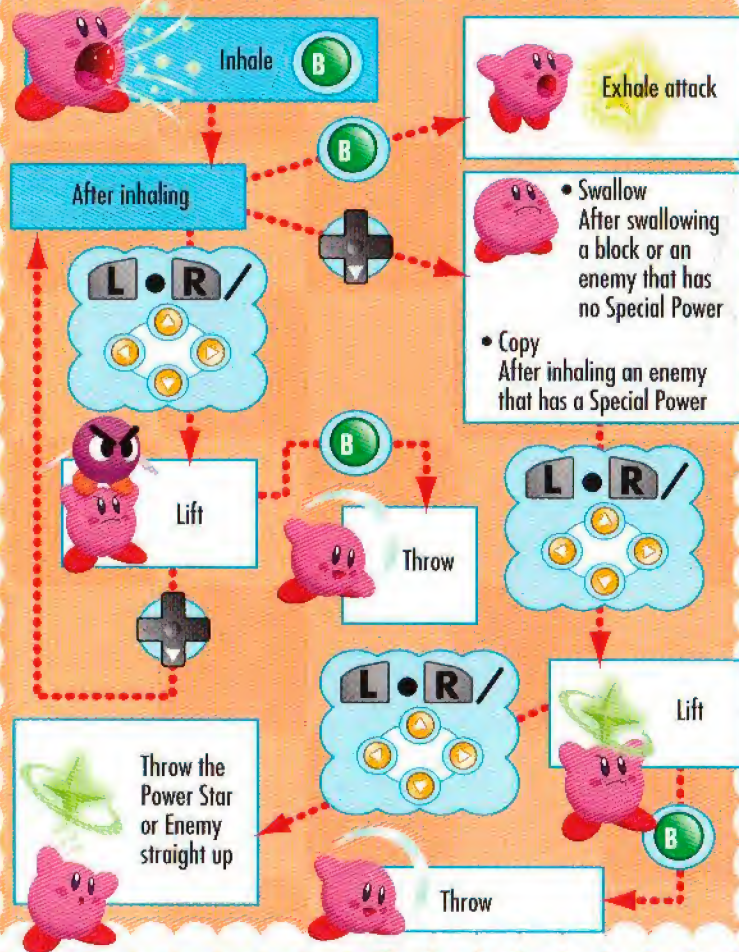 Inhale B
Exhale attack
B
After inhaling
• Swallow
After swallowing
a block or an
enemy that has
no Special Power
• Copy
After inhaling an enemy
that has a Special Power
L • R /
B
L • R /
Lift
Throw
L • R /
Lift
Throw the
Power Star
or Enemy
straight up
B
Throw